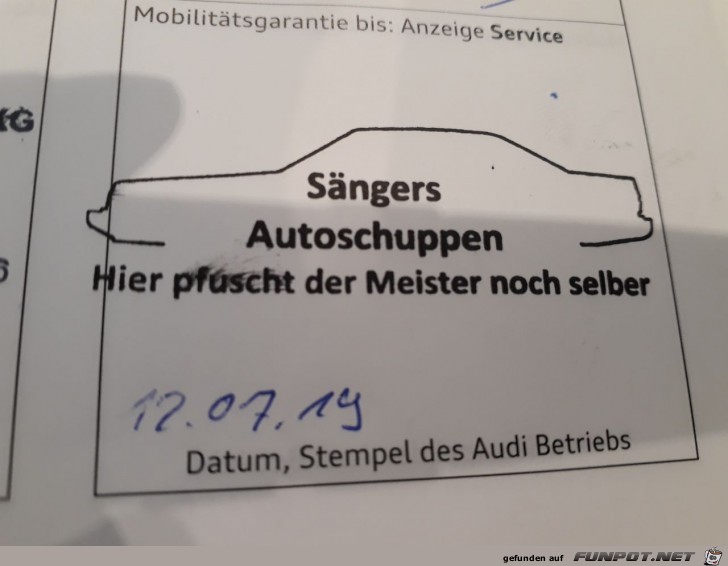 Mobilitätsgarantie bis: Anzeige Service
KG
Sängers
Autoschuppen
Hier pfuscht der Meister noch selber
12.07.19
Datum, Stempel des Audi Betriebs
gefunden auf FUNPOT.NET